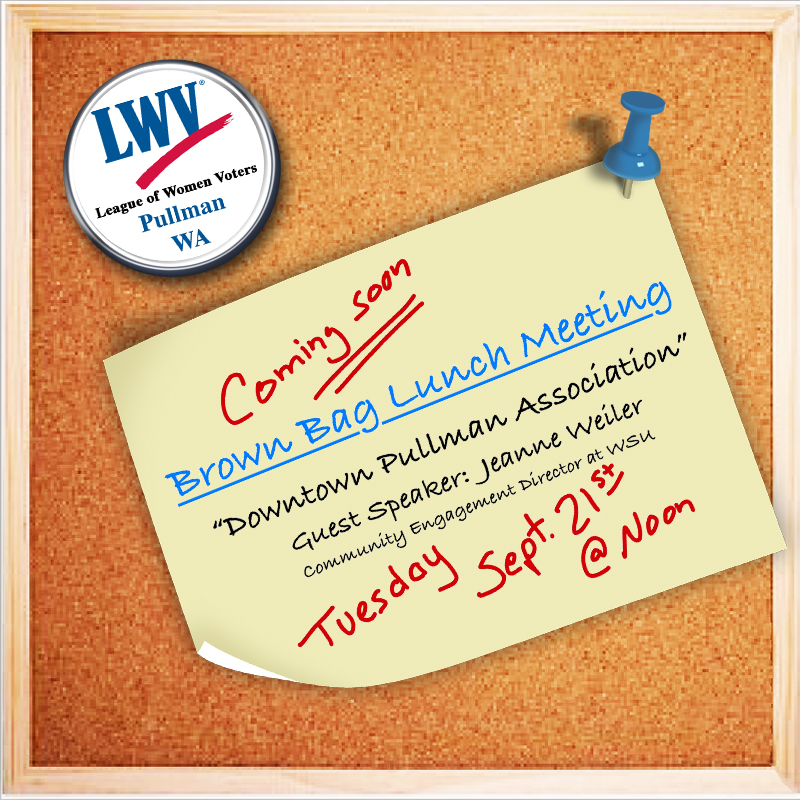 LWV®
League of Women Voters
Pullman
WA
Coming soon
Brown Bag Lunch Meeting
"Downtown Pullman Association"
Guest Speaker: Jeanne Weiler
Community Engagement Director at WSU
Tuesday Sept. 21st
@ Noon